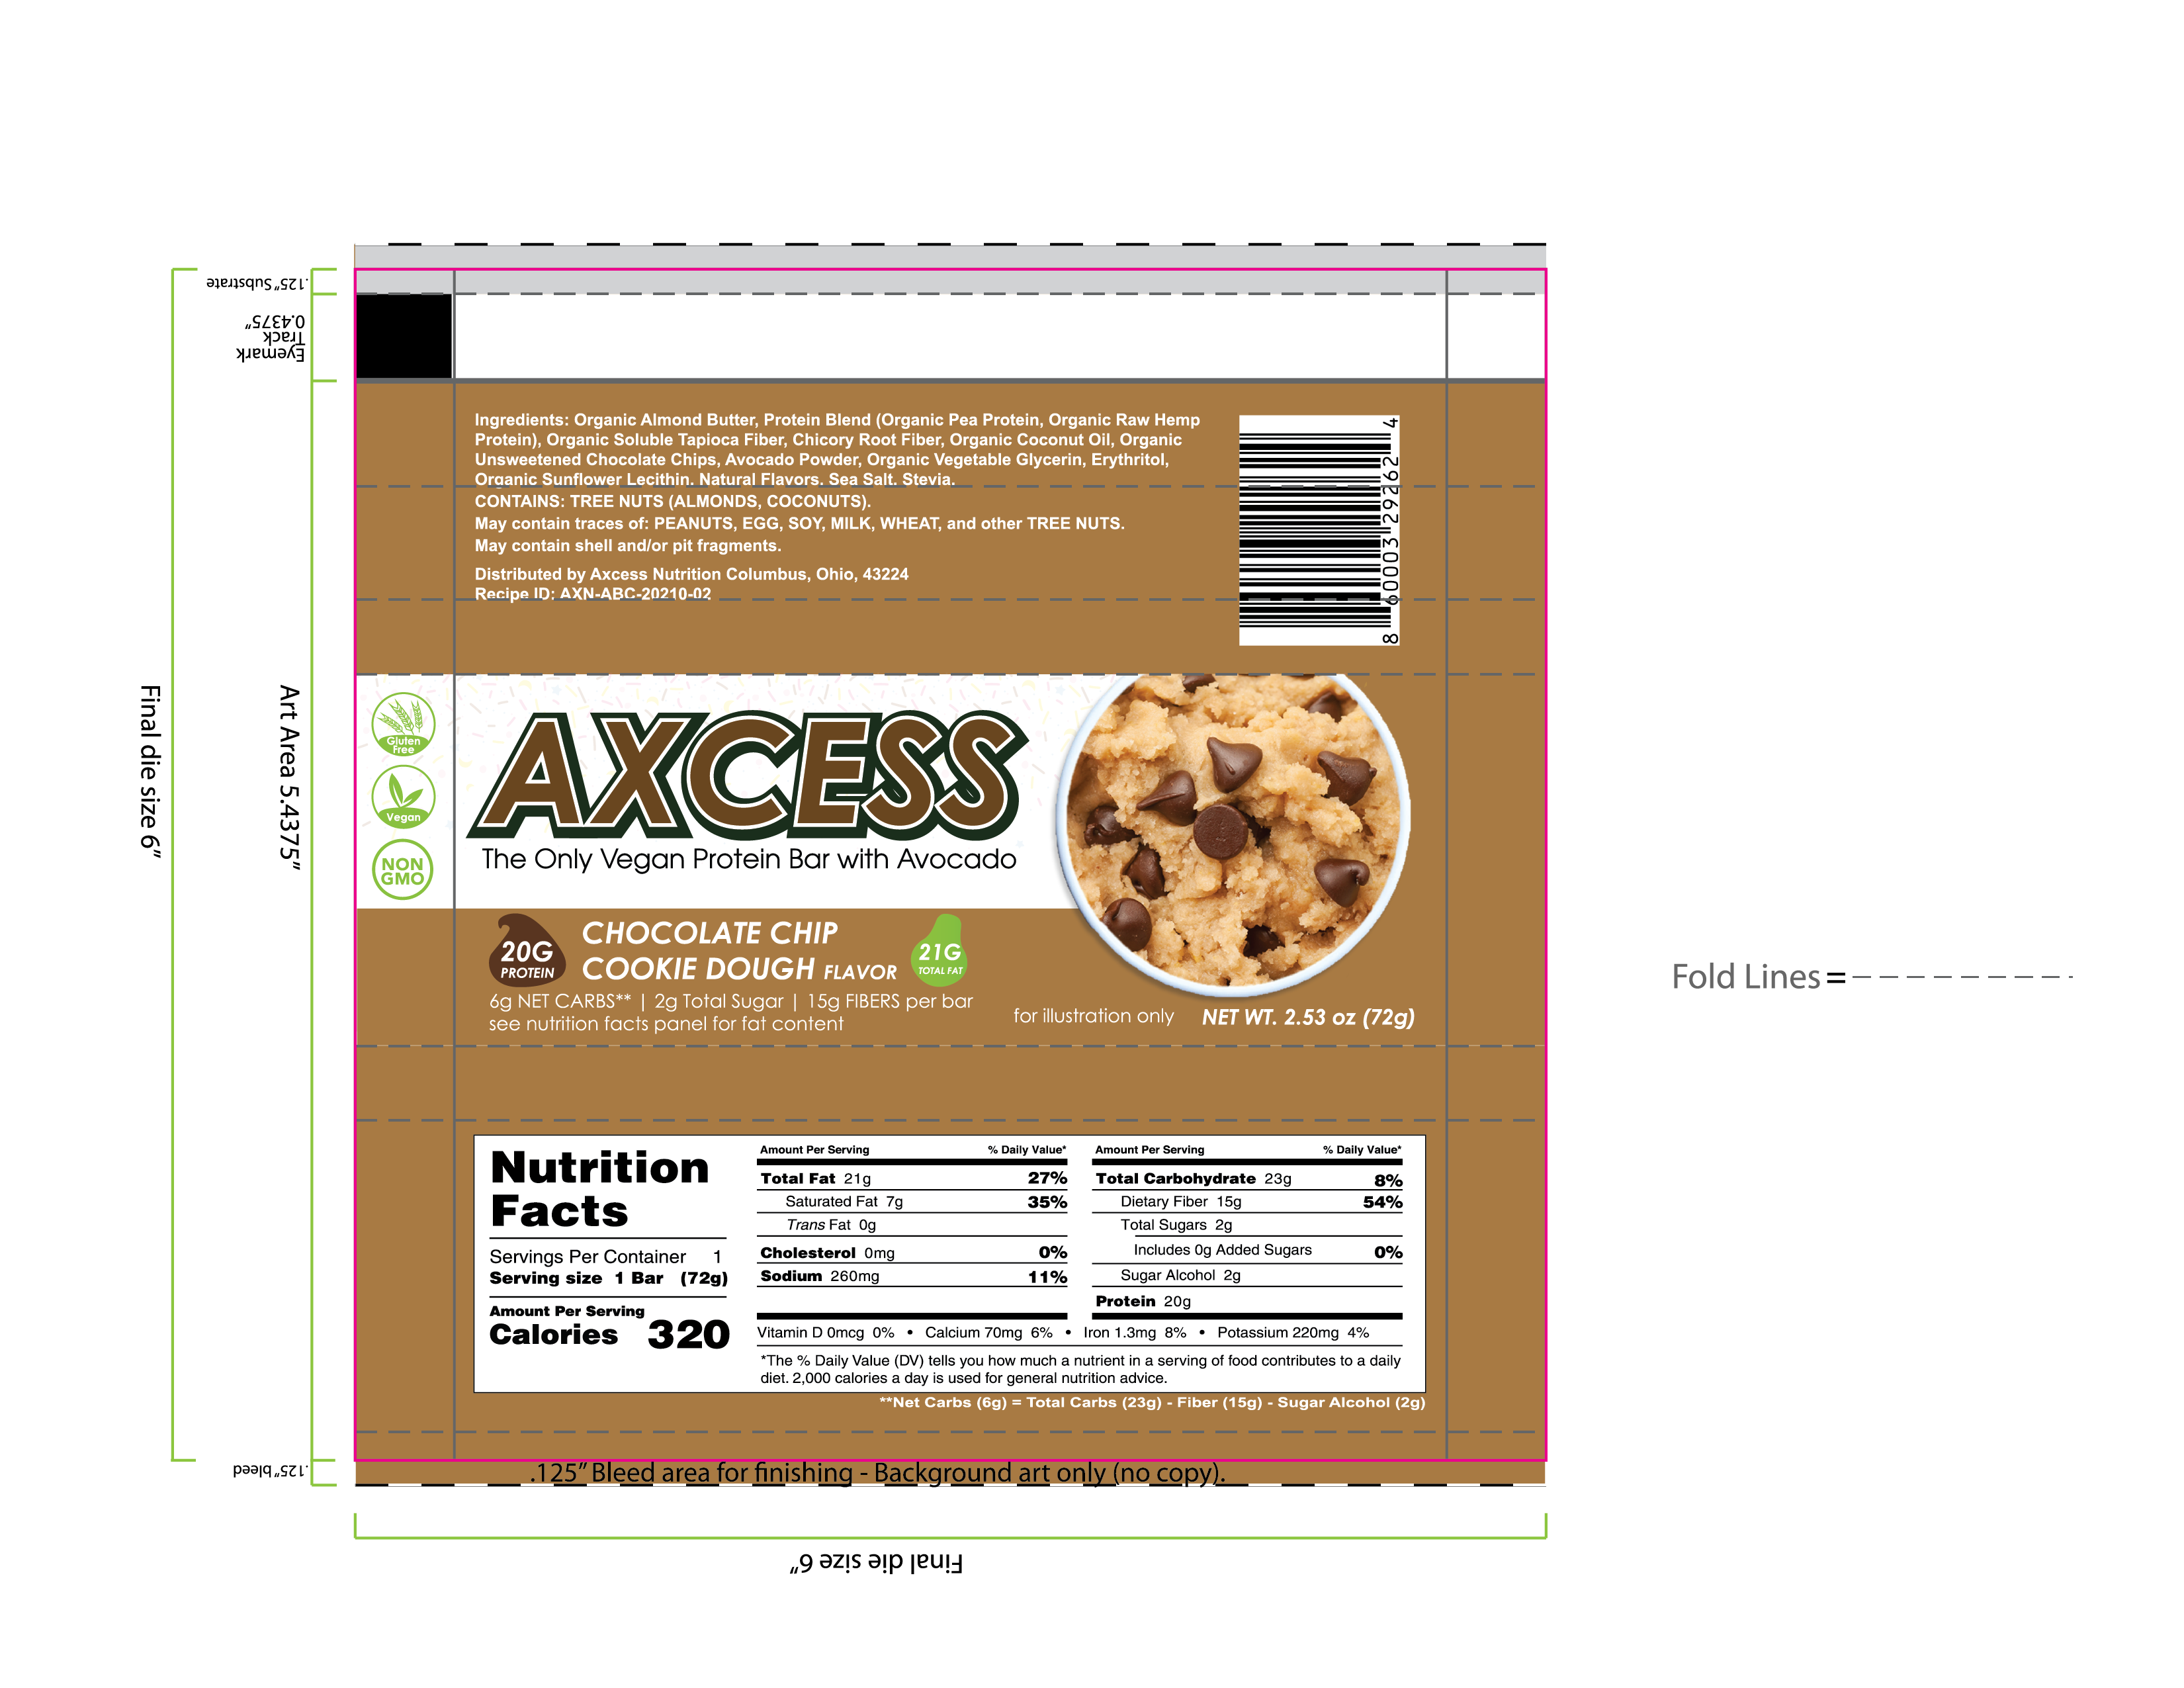 .125" Substrate
Eyemark
Track
0.4375"
Final die size 6"
Art Area 5.4375"
Ingredients: Organic Almond Butter, Protein Blend (Organic Pea Protein, Organic Raw Hemp
Protein), Organic Soluble Tapioca Fiber, Chicory Root Fiber, Organic Coconut Oil, Organic
Unsweetened Chocolate Chips, Avocado Powder, Organic Vegetable Glycerin, Erythritol,
Organic Sunflower Lecithin. Natural Flavors. Sea Salt. Stevia.
CONTAINS: TREE NUTS (ALMONDS, COCONUTS).
May contain traces of: PEANUTS, EGG, SOY, MILK, WHEAT, and other TREE NUTS.
May contain shell and/or pit fragments.
Distributed by Axcess Nutrition Columbus, Ohio, 43224
Recipe ID: AXN-ABC-20210-02
8 60003 29262 4
Gluten
Free
Vegan
NON
GMO
AXCESS
The Only Vegan Protein Bar with Avocado
20G
PROTEIN
CHOCOLATE CHIP
COOKIE DOUGH FLAVOR
21G
TOTAL FAT
6g NET CARBS** | 2g Total Sugar | 15g FIBERS per bar
see nutrition facts panel for fat content
for illustration only
NET WT. 2.53 oz (72g)
Fold Lines =
Nutrition
Facts
Servings Per Container 1
Serving size 1 Bar (72g)
Amount Per Serving
Calories 320
Amount Per Serving % Daily Value*
Total Fat 21g 27%
Saturated Fat 7g 35%
Trans Fat 0g
Cholesterol 0mg 0%
Sodium 260mg 11%
Amount Per Serving % Daily Value*
Total Carbohydrate 23g 8%
Dietary Fiber 15g 54%
Total Sugars 2g
Includes 0g Added Sugars 0%
Sugar Alcohol 2g
Protein 20g
Vitamin D 0mcg 0% • Calcium 70mg 6% • Iron 1.3mg 8% • Potassium 220mg 4%
*The % Daily Value (DV) tells you how much a nutrient in a serving of food contributes to a daily
diet. 2,000 calories a day is used for general nutrition advice.
**Net Carbs (6g) = Total Carbs (23g) - Fiber (15g) - Sugar Alcohol (2g)
.125" bleed
.125" Bleed area for finishing - Background art only (no copy).
Final die size 6"